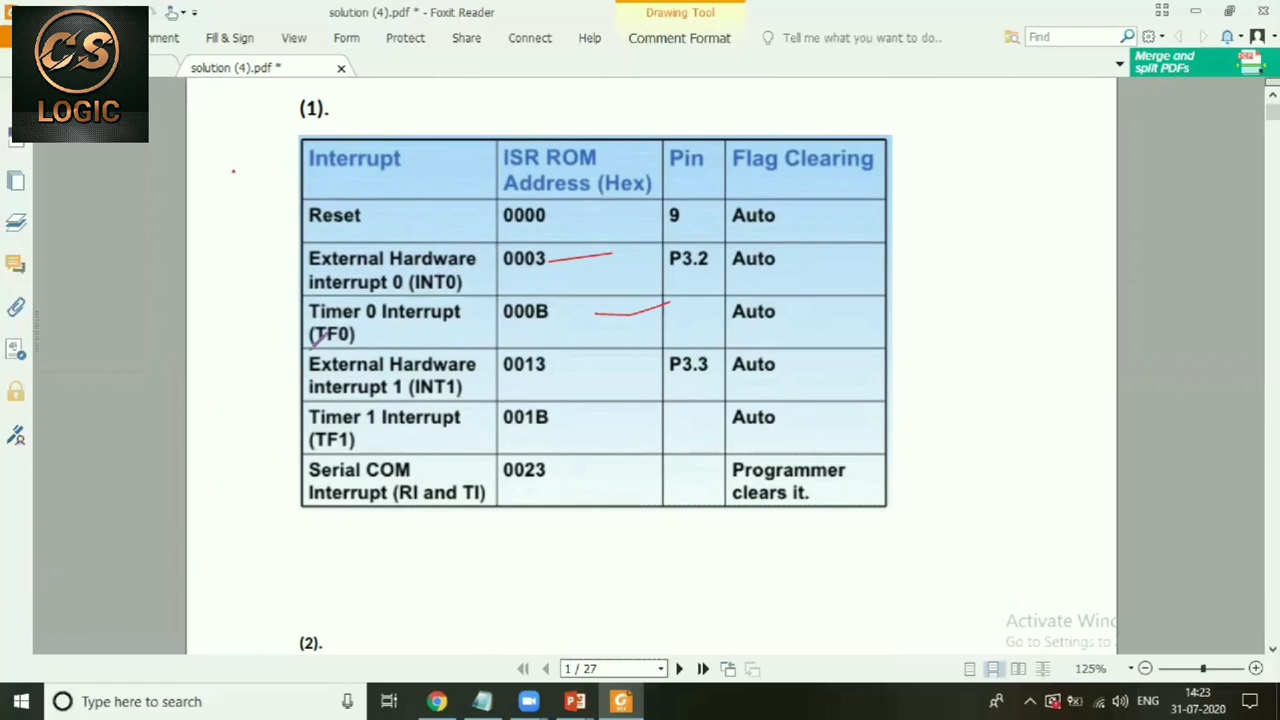 solution (4).pdf * - Foxit Reader
Drawing Tool
CS
LOGIC
Fill & Sign
View
Form
Protect
Share
Connect
Help
Comment Format
Tell me what you want to do..
Find
solution (4).pdf *
Merge and
split PDFs
(1).
Interrupt
ISR ROM
Address (Hex)
Pin
Flag Clearing
Reset
0000
9
Auto
External Hardware
interrupt 0 (INT0)
0003
P3.2
Auto
Timer 0 Interrupt
(TF0)
000B
Auto
External Hardware
interrupt 1 (INT1)
0013
P3.3
Auto
Timer 1 Interrupt
(TF1)
001B
Auto
Serial COM
Interrupt (RI and TI)
0023
Programmer
clears it.
(2).
Activate Winc
Go to Settings to
1 / 27
125%
Type here to search
ENG
14:23
31-07-2020